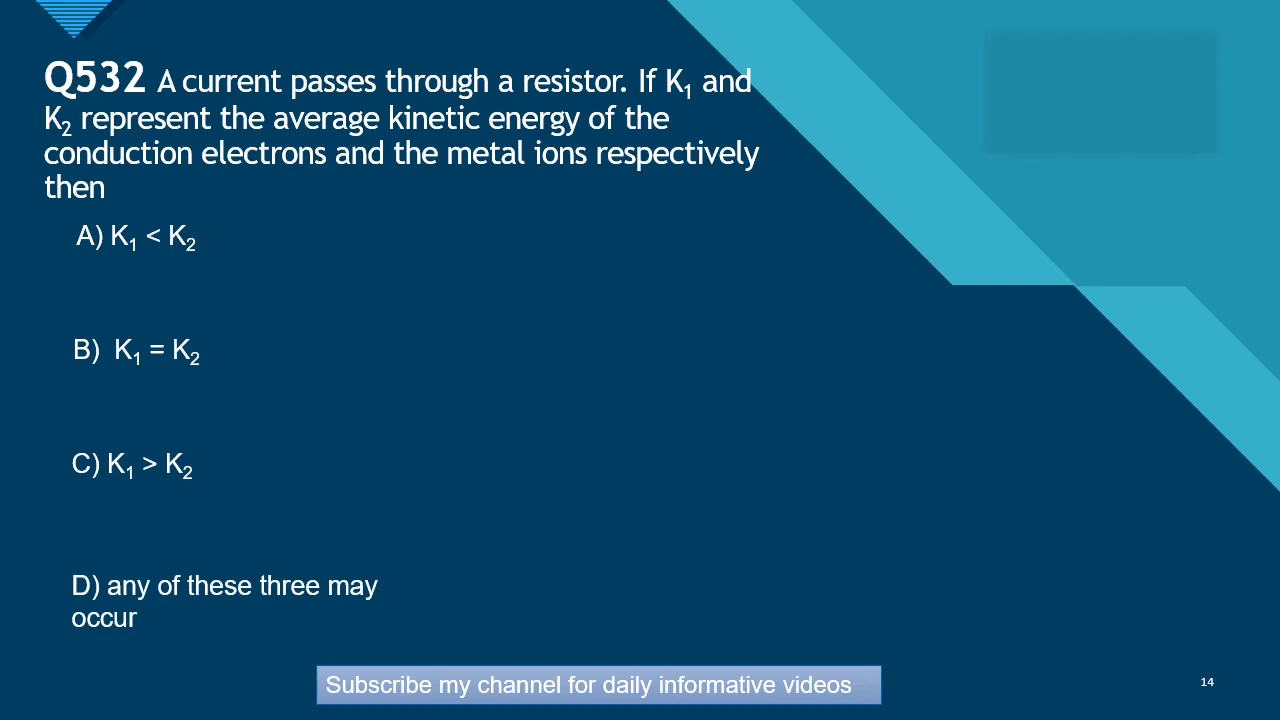 Q532 A current passes through a resistor. If K₁ and
K₂ represent the average kinetic energy of the
conduction electrons and the metal ions respectively
then
A) K₁ < K₂
B) K₁ = K₂
C) K₁ > K₂
D) any of these three may
occur
Subscribe my channel for daily informative videos
14